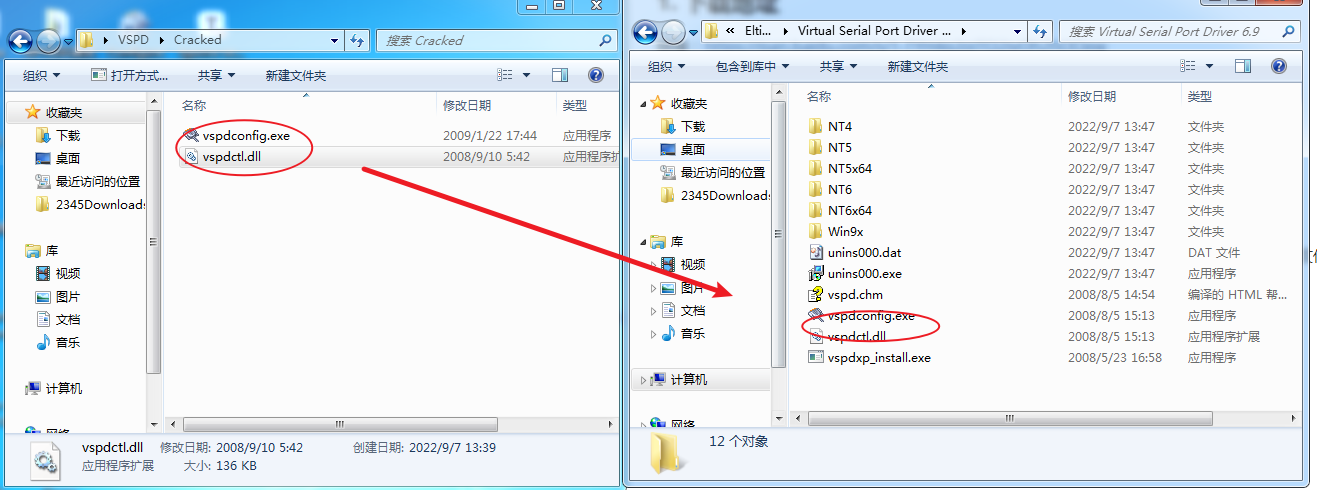 VSPD ▸ Cracked
搜索 Cracked
组织
打开方式...
共享
新建文件夹
名称
修改日期
类型
收藏夹
下载
桌面
最近访问的位置
2345Downloads
库
视频
图片
文档
音乐
计算机
网络
vspdconfig.exe 2009/1/22 17:44 应用程序
vspdctl.dll 2008/9/10 5:42 应用程序扩
vspdctl.dll 修改日期: 2008/9/10 5:42 创建日期: 2022/9/7 13:39
应用程序扩展 大小: 136 KB
1. 下载地址
« Elti... ▸ Virtual Serial Port Driver ... ▸
搜索 Virtual Serial Port Driver 6.9
组织
包含到库中
共享
新建文件夹
名称
修改日期
类型
收藏夹
下载
桌面
最近访问的位置
2345Downloads
库
视频
图片
文档
音乐
计算机
网络
NT4 2022/9/7 13:47 文件夹
NT5 2022/9/7 13:47 文件夹
NT5x64 2022/9/7 13:47 文件夹
NT6 2022/9/7 13:47 文件夹
NT6x64 2022/9/7 13:47 文件夹
Win9x 2022/9/7 13:47 文件夹
unins000.dat 2022/9/7 13:47 DAT 文件
unins000.exe 2022/9/7 13:47 应用程序
vspd.chm 2008/8/5 14:54 编译的 HTML 帮...
vspdconfig.exe 2008/8/5 15:13 应用程序
vspdctl.dll 2008/8/5 15:13 应用程序扩展
vspdxp_install.exe 2008/5/23 16:58 应用程序
12 个对象